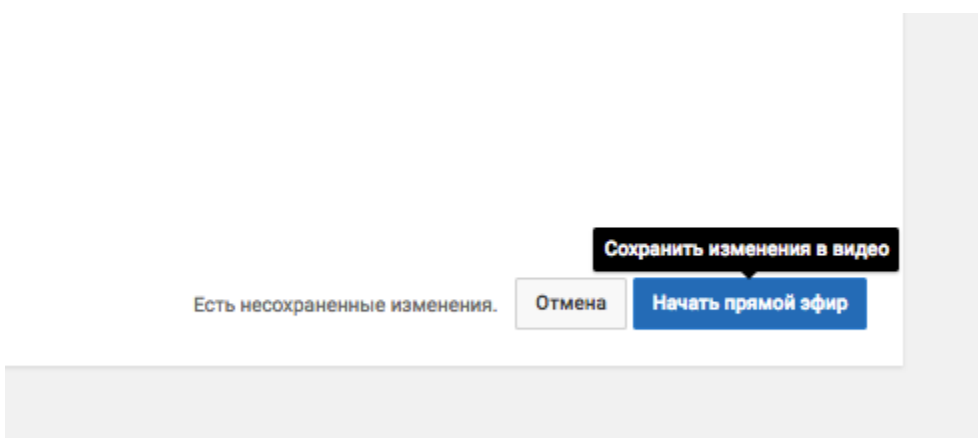 Сохранить изменения в видео
Есть несохраненные изменения. Отмена Начать прямой эфир